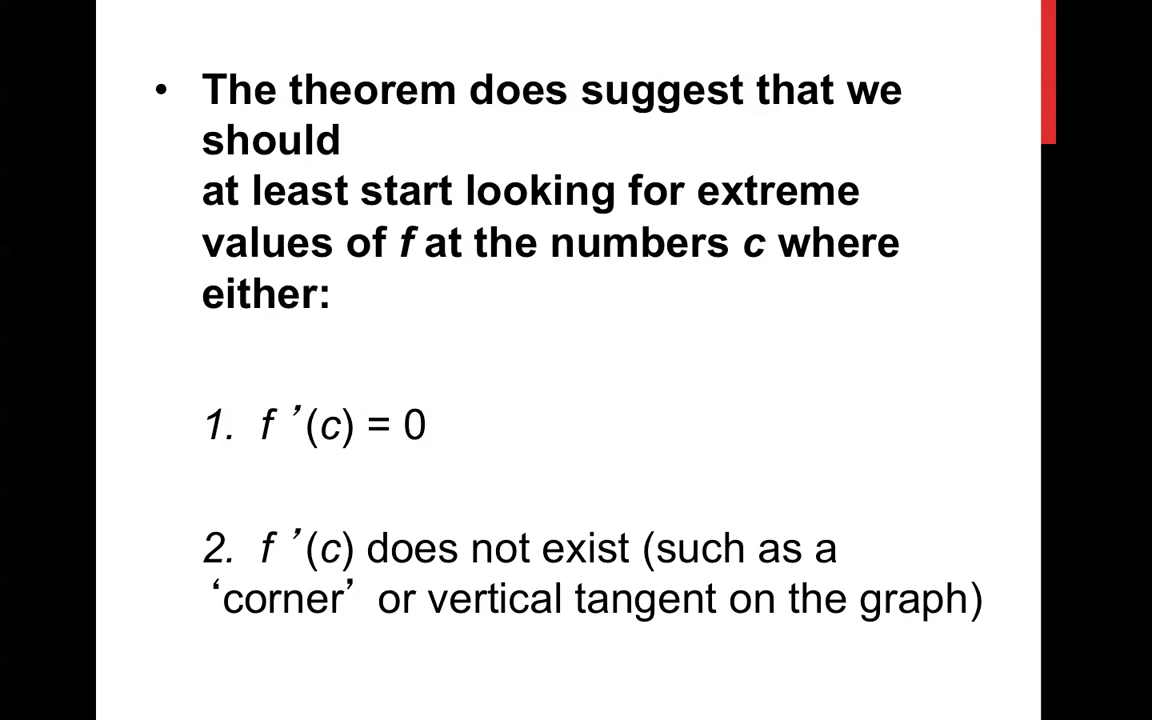 • The theorem does suggest that we
should
at least start looking for extreme
values of f at the numbers c where
either:
1. f ’(c) = 0
2. f ’(c) does not exist (such as a
‘corner’ or vertical tangent on the graph)